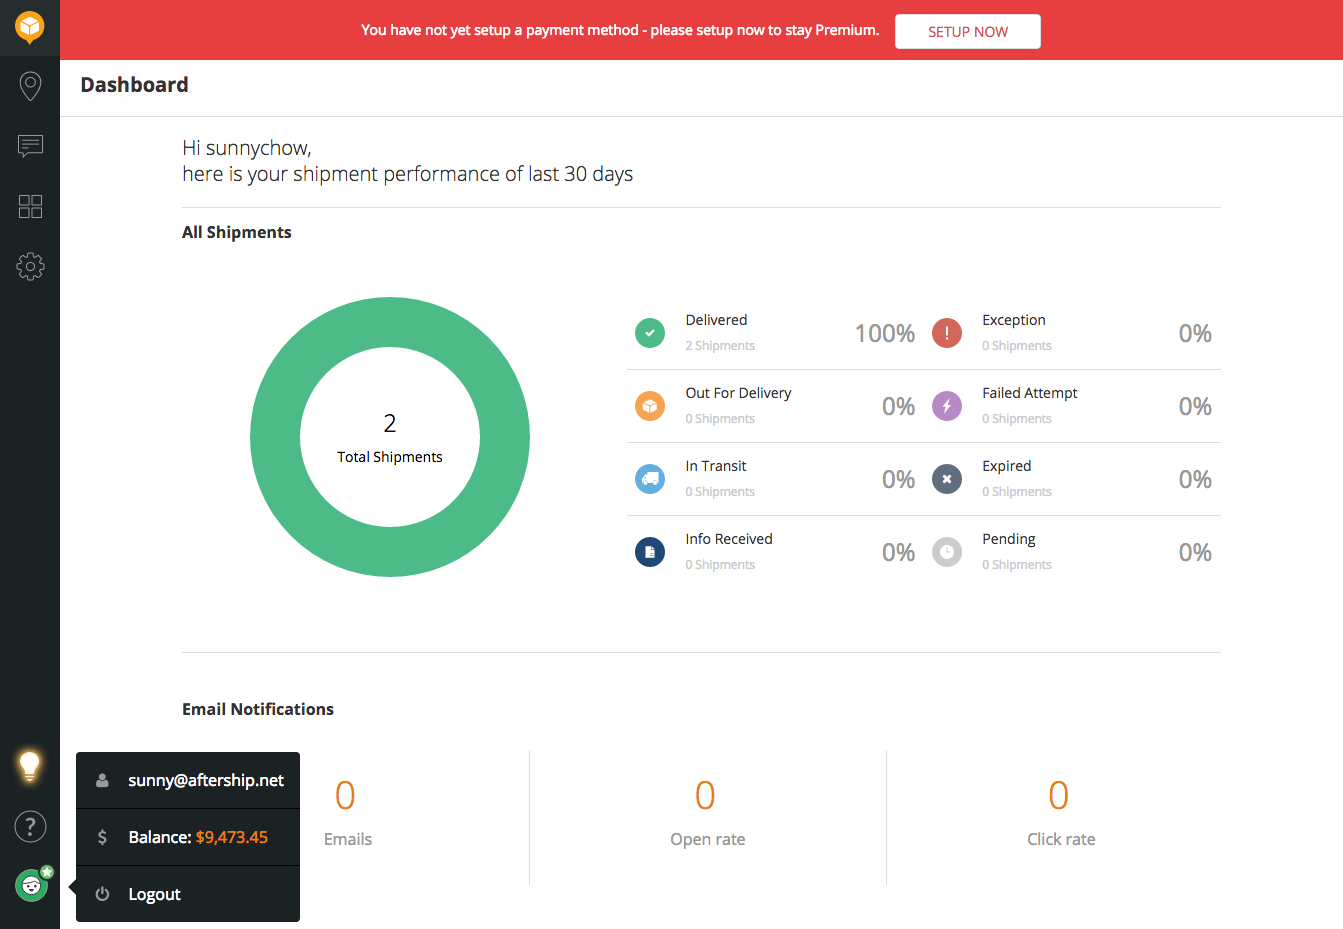 You have not yet setup a payment method - please setup now to stay Premium.
SETUP NOW
Dashboard
Hi sunnychow,
here is your shipment performance of last 30 days
All Shipments
2
Total Shipments
Delivered
2 Shipments
100%
Exception
0 Shipments
0%
Out For Delivery
0 Shipments
0%
Failed Attempt
0 Shipments
0%
In Transit
0 Shipments
0%
Expired
0 Shipments
0%
Info Received
0 Shipments
0%
Pending
0 Shipments
0%
Email Notifications
0
Emails
0
Open rate
0
Click rate
sunny@aftership.net
$ Balance: $9,473.45
Logout
?